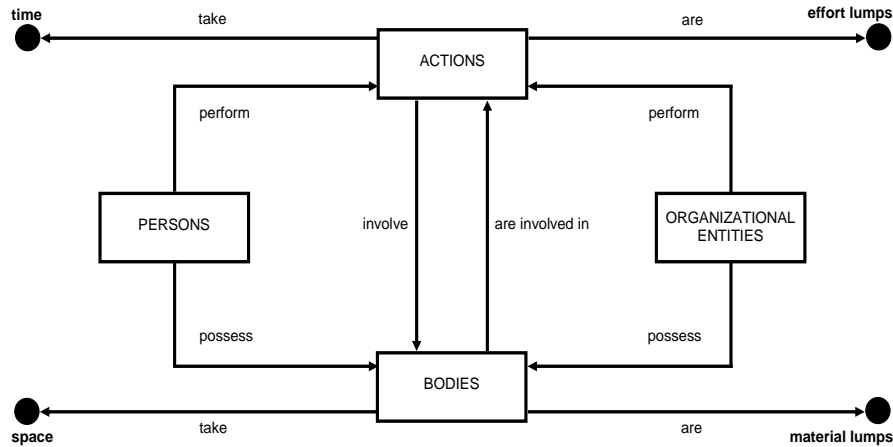 time
take
are
effort lumps
ACTIONS
perform
perform
PERSONS
involve
are involved in
ORGANIZATIONAL
ENTITIES
possess
possess
BODIES
space
take
are
material lumps